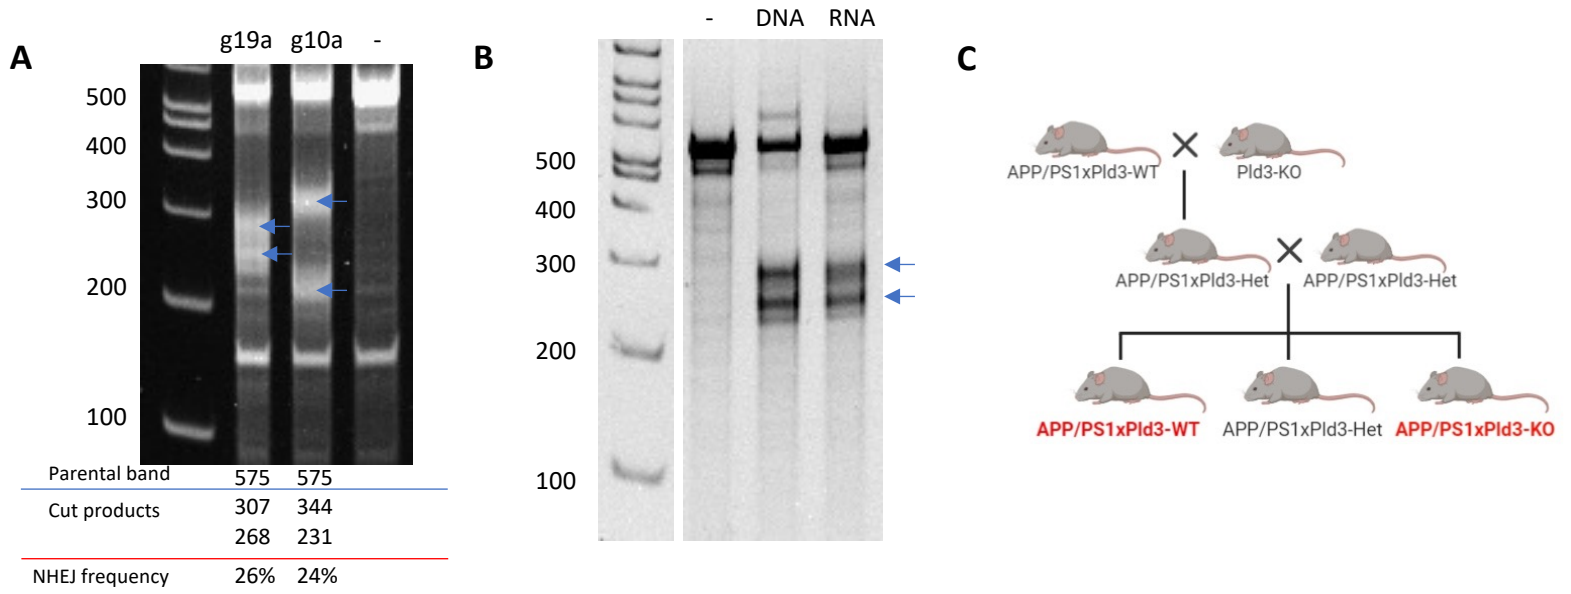 A
g19a g10a -
500
400
300
200
100
Parental band 575 575
Cut products 307 344
268 231
NHEJ frequency 26% 24%
B
- DNA RNA
500
400
300
200
100
C
APP/PS1xPld3-WT Pld3-KO
APP/PS1xPld3-Het APP/PS1xPld3-Het
APP/PS1xPld3-WT APP/PS1xPld3-Het APP/PS1xPld3-KO